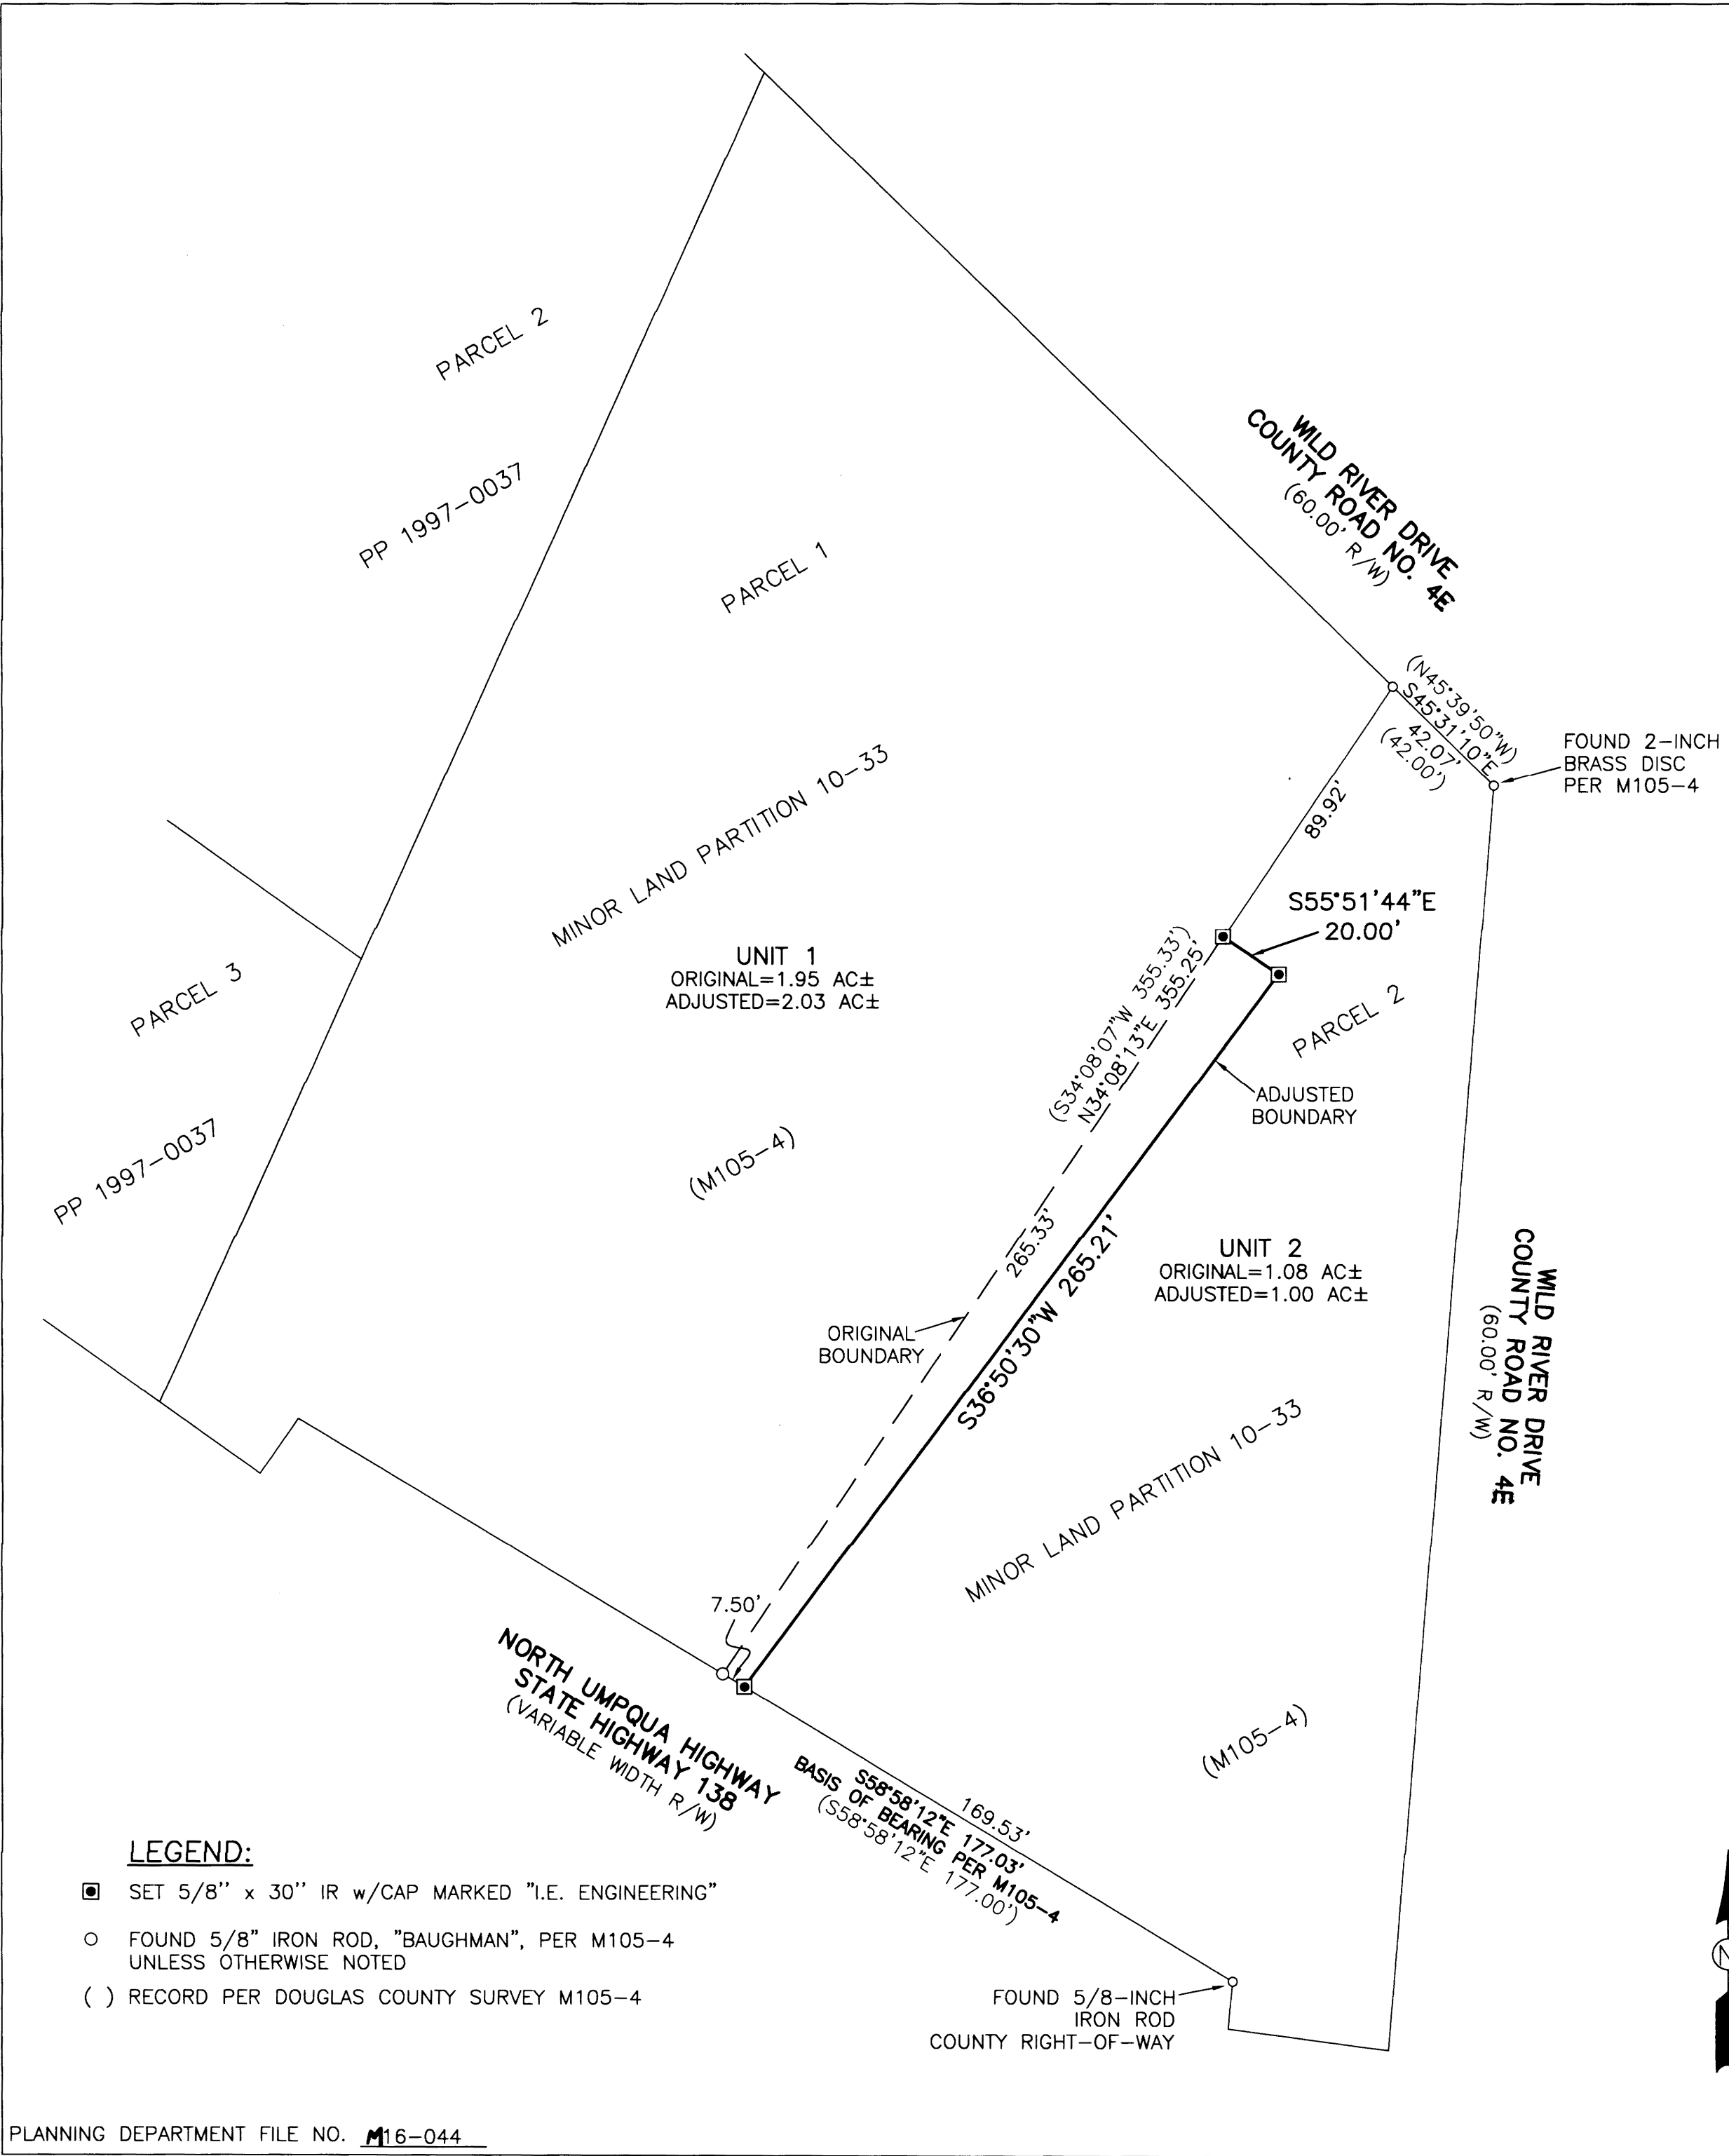 PARCEL 2
PP 1997-0037
PARCEL 1
MINOR LAND PARTITION 10-33
UNIT 1
ORIGINAL=1.95 AC±
ADJUSTED=2.03 AC±
(M105-4)
PARCEL 3
PP 1997-0037
WILD RIVER DRIVE
COUNTY ROAD NO. 4E
(60.00' R/W)
(N45°39'50"W)
S45°31'10"E
42.07'
(42.00')
FOUND 2-INCH
BRASS DISC
PER M105-4
89.92'
S55°51'44"E
20.00'
(S34°08'07"W 355.33')
N34°08'13"E 355.25'
PARCEL 2
ADJUSTED
BOUNDARY
265.33'
S36°50'30"W 265.21'
UNIT 2
ORIGINAL=1.08 AC±
ADJUSTED=1.00 AC±
ORIGINAL
BOUNDARY
WILD RIVER DRIVE
COUNTY ROAD NO. 4E
(60.00' R/W)
MINOR LAND PARTITION 10-33
(M105-4)
7.50'
NORTH UMPQUA HIGHWAY
STATE HIGHWAY 138
(VARIABLE WIDTH R/W)
169.53'
S58°58'12"E 177.03'
BASIS OF BEARING PER M105-4
(S58°58'12"E 177.00')
FOUND 5/8-INCH
IRON ROD
COUNTY RIGHT-OF-WAY
LEGEND:
SET 5/8'' x 30'' IR w/CAP MARKED "I.E. ENGINEERING"
FOUND 5/8" IRON ROD, "BAUGHMAN", PER M105-4
UNLESS OTHERWISE NOTED
( ) RECORD PER DOUGLAS COUNTY SURVEY M105-4
N
PLANNING DEPARTMENT FILE NO. M16-044